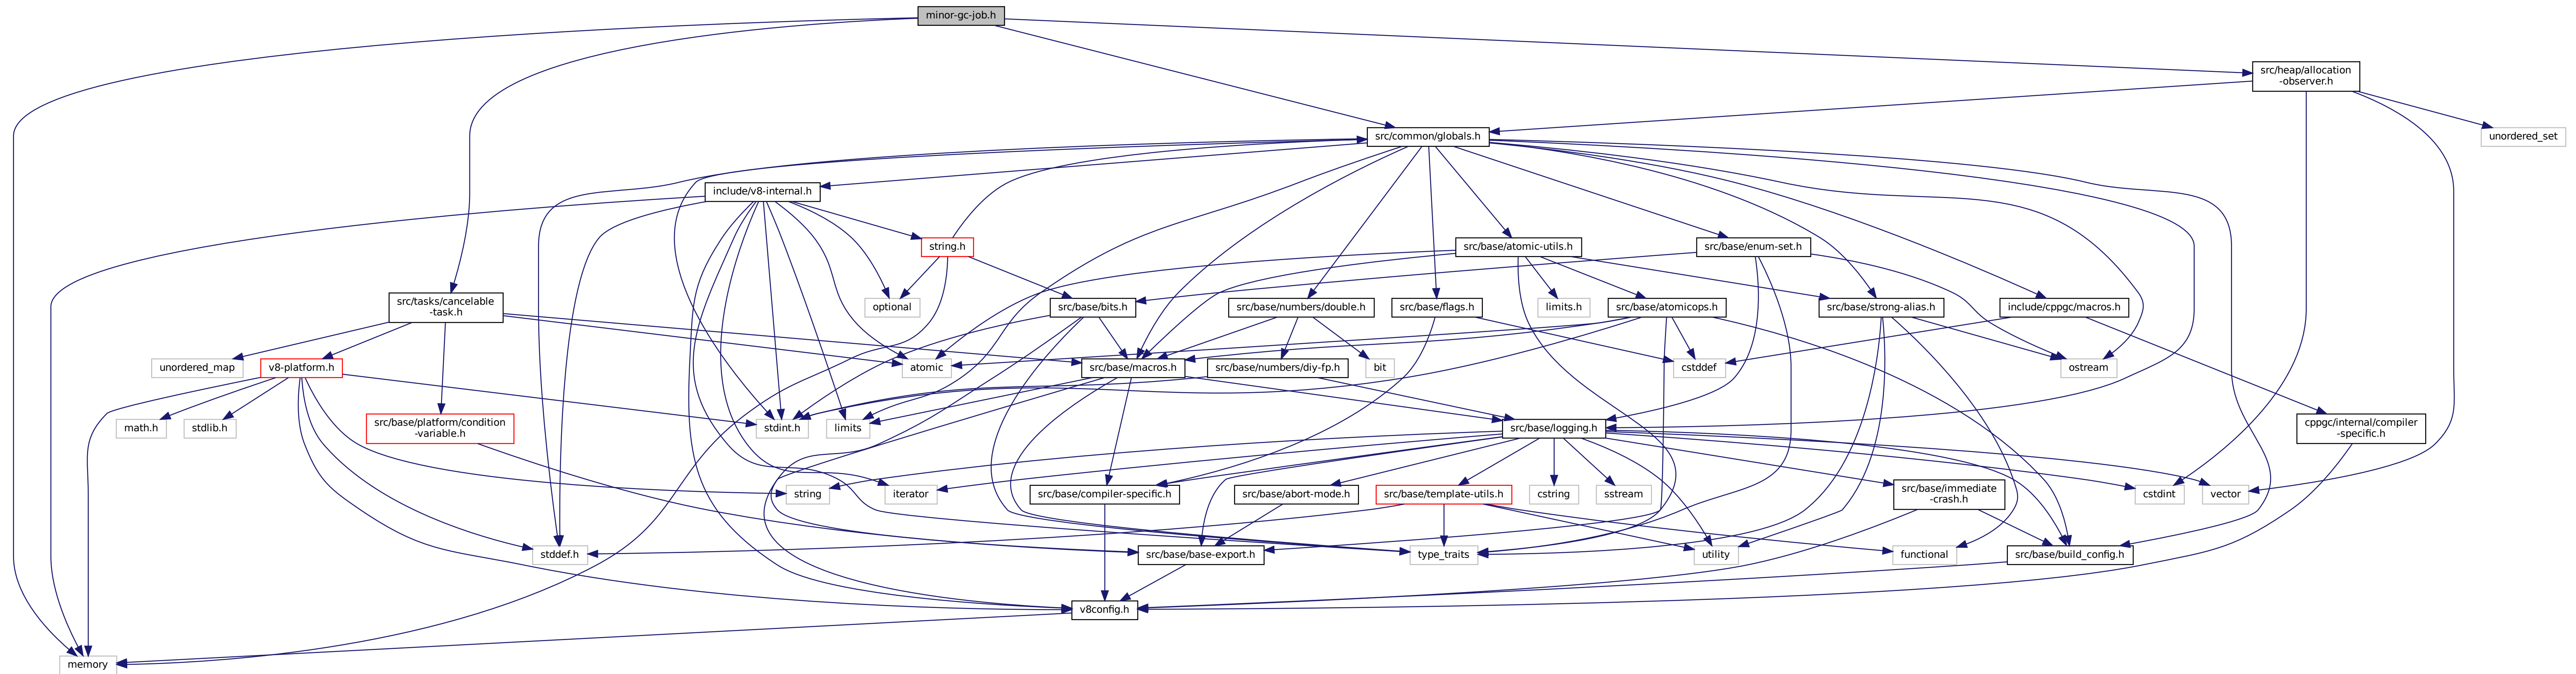 minor-gc-job.h
src/heap/allocation
-observer.h
src/common/globals.h
unordered_set
include/v8-internal.h
string.h
src/base/atomic-utils.h
src/base/enum-set.h
src/tasks/cancelable
-task.h
optional
src/base/bits.h
src/base/numbers/double.h
src/base/flags.h
limits.h
src/base/atomicops.h
src/base/strong-alias.h
include/cppgc/macros.h
unordered_map
v8-platform.h
atomic
src/base/macros.h
src/base/numbers/diy-fp.h
bit
cstddef
ostream
math.h
stdlib.h
src/base/platform/condition
-variable.h
stdint.h
limits
src/base/logging.h
cppgc/internal/compiler
-specific.h
string
iterator
src/base/compiler-specific.h
src/base/abort-mode.h
src/base/template-utils.h
cstring
sstream
src/base/immediate
-crash.h
cstdint
vector
stddef.h
src/base/base-export.h
type_traits
utility
functional
src/base/build_config.h
v8config.h
memory